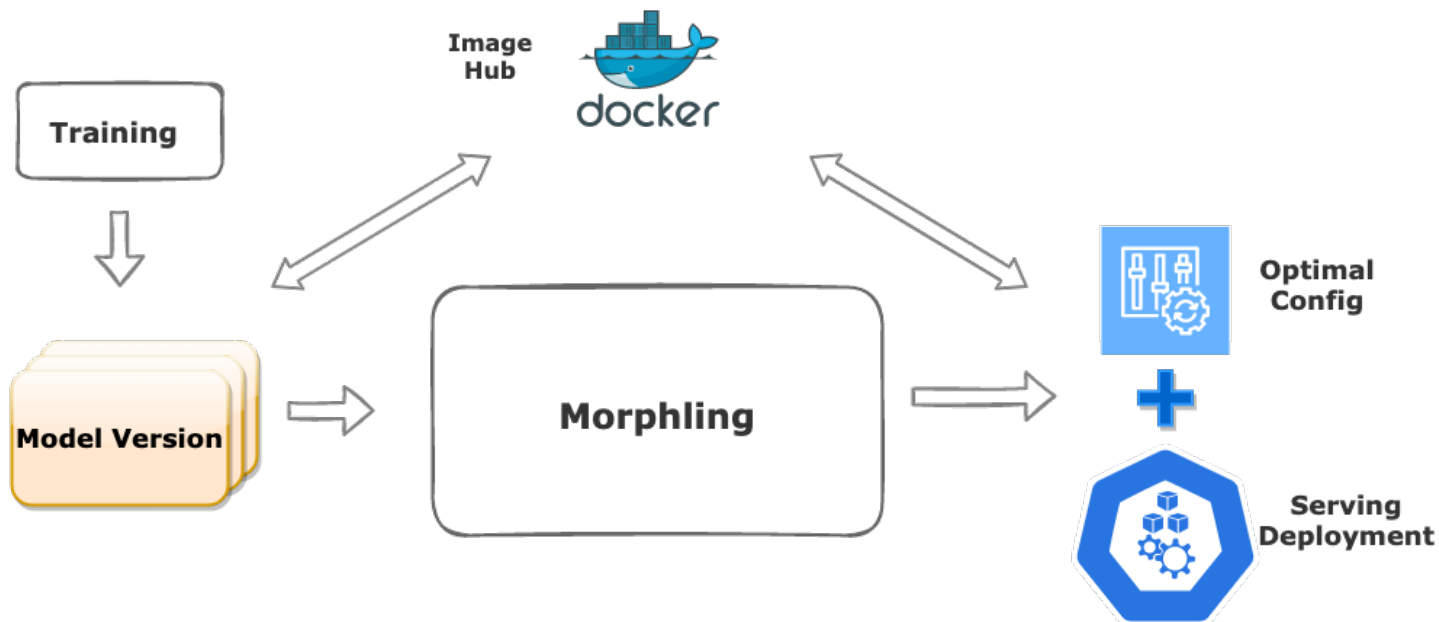 Image
Hub
docker
Training
Optimal
Config
Model Version
Morphling
Serving
Deployment